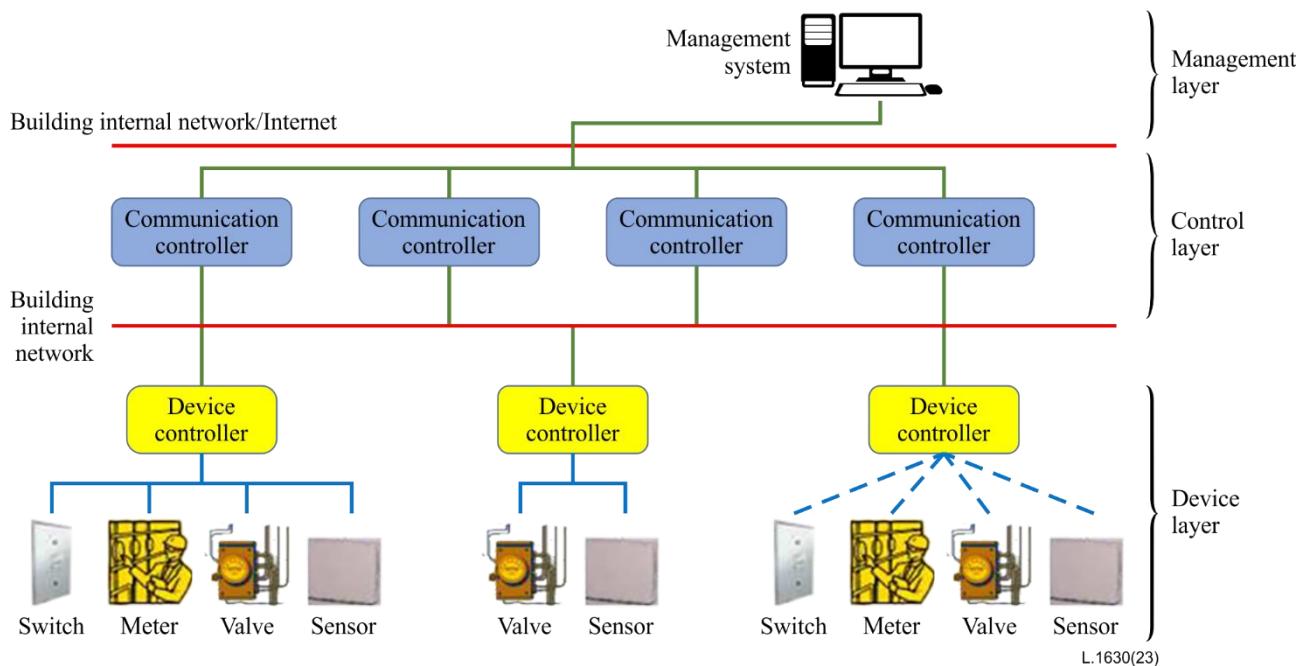 Management
system
Management
layer
Building internal network/Internet
Communication
controller
Communication
controller
Communication
controller
Communication
controller
Control
layer
Building
internal
network
Device
controller
Device
controller
Device
controller
Device
layer
Switch
Meter
Valve
Sensor
Valve
Sensor
Switch
Meter
Valve
Sensor
L.1630(23)